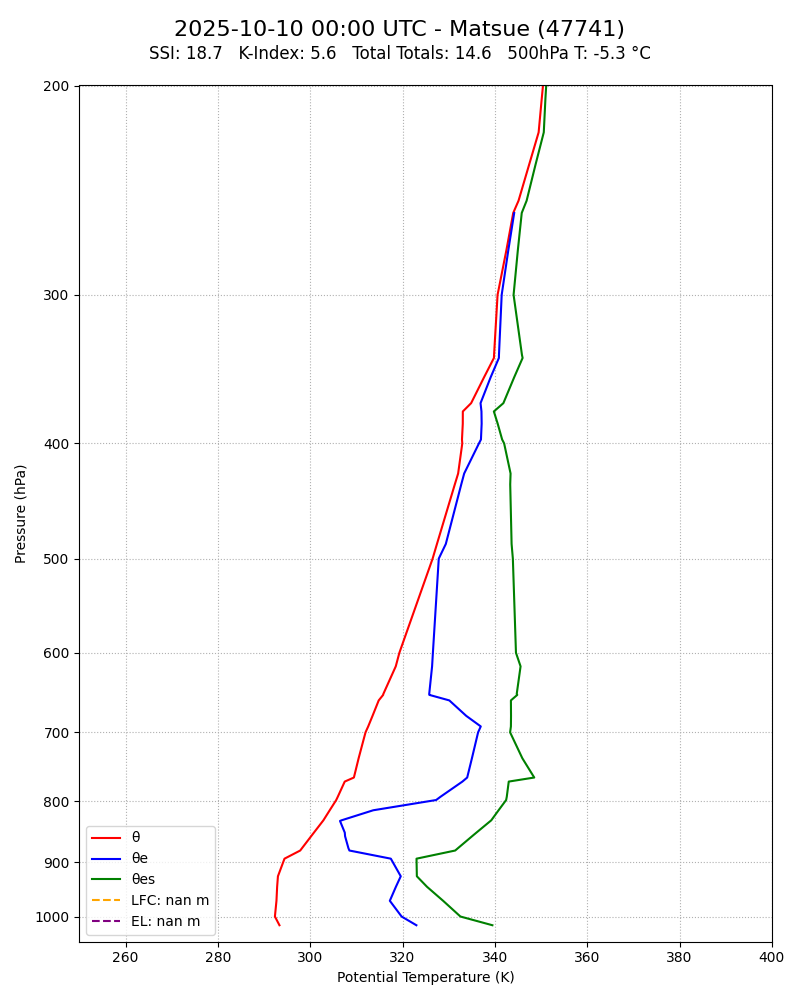 2025-10-10 00:00 UTC - Matsue (47741)
SSI: 18.7   K-Index: 5.6   Total Totals: 14.6   500hPa T: -5.3 °C
200
300
400
500
600
700
800
900
1000
Pressure (hPa)
θ
θe
θes
LFC: nan m
EL: nan m
260 280 300 320 340 360 380 400
Potential Temperature (K)